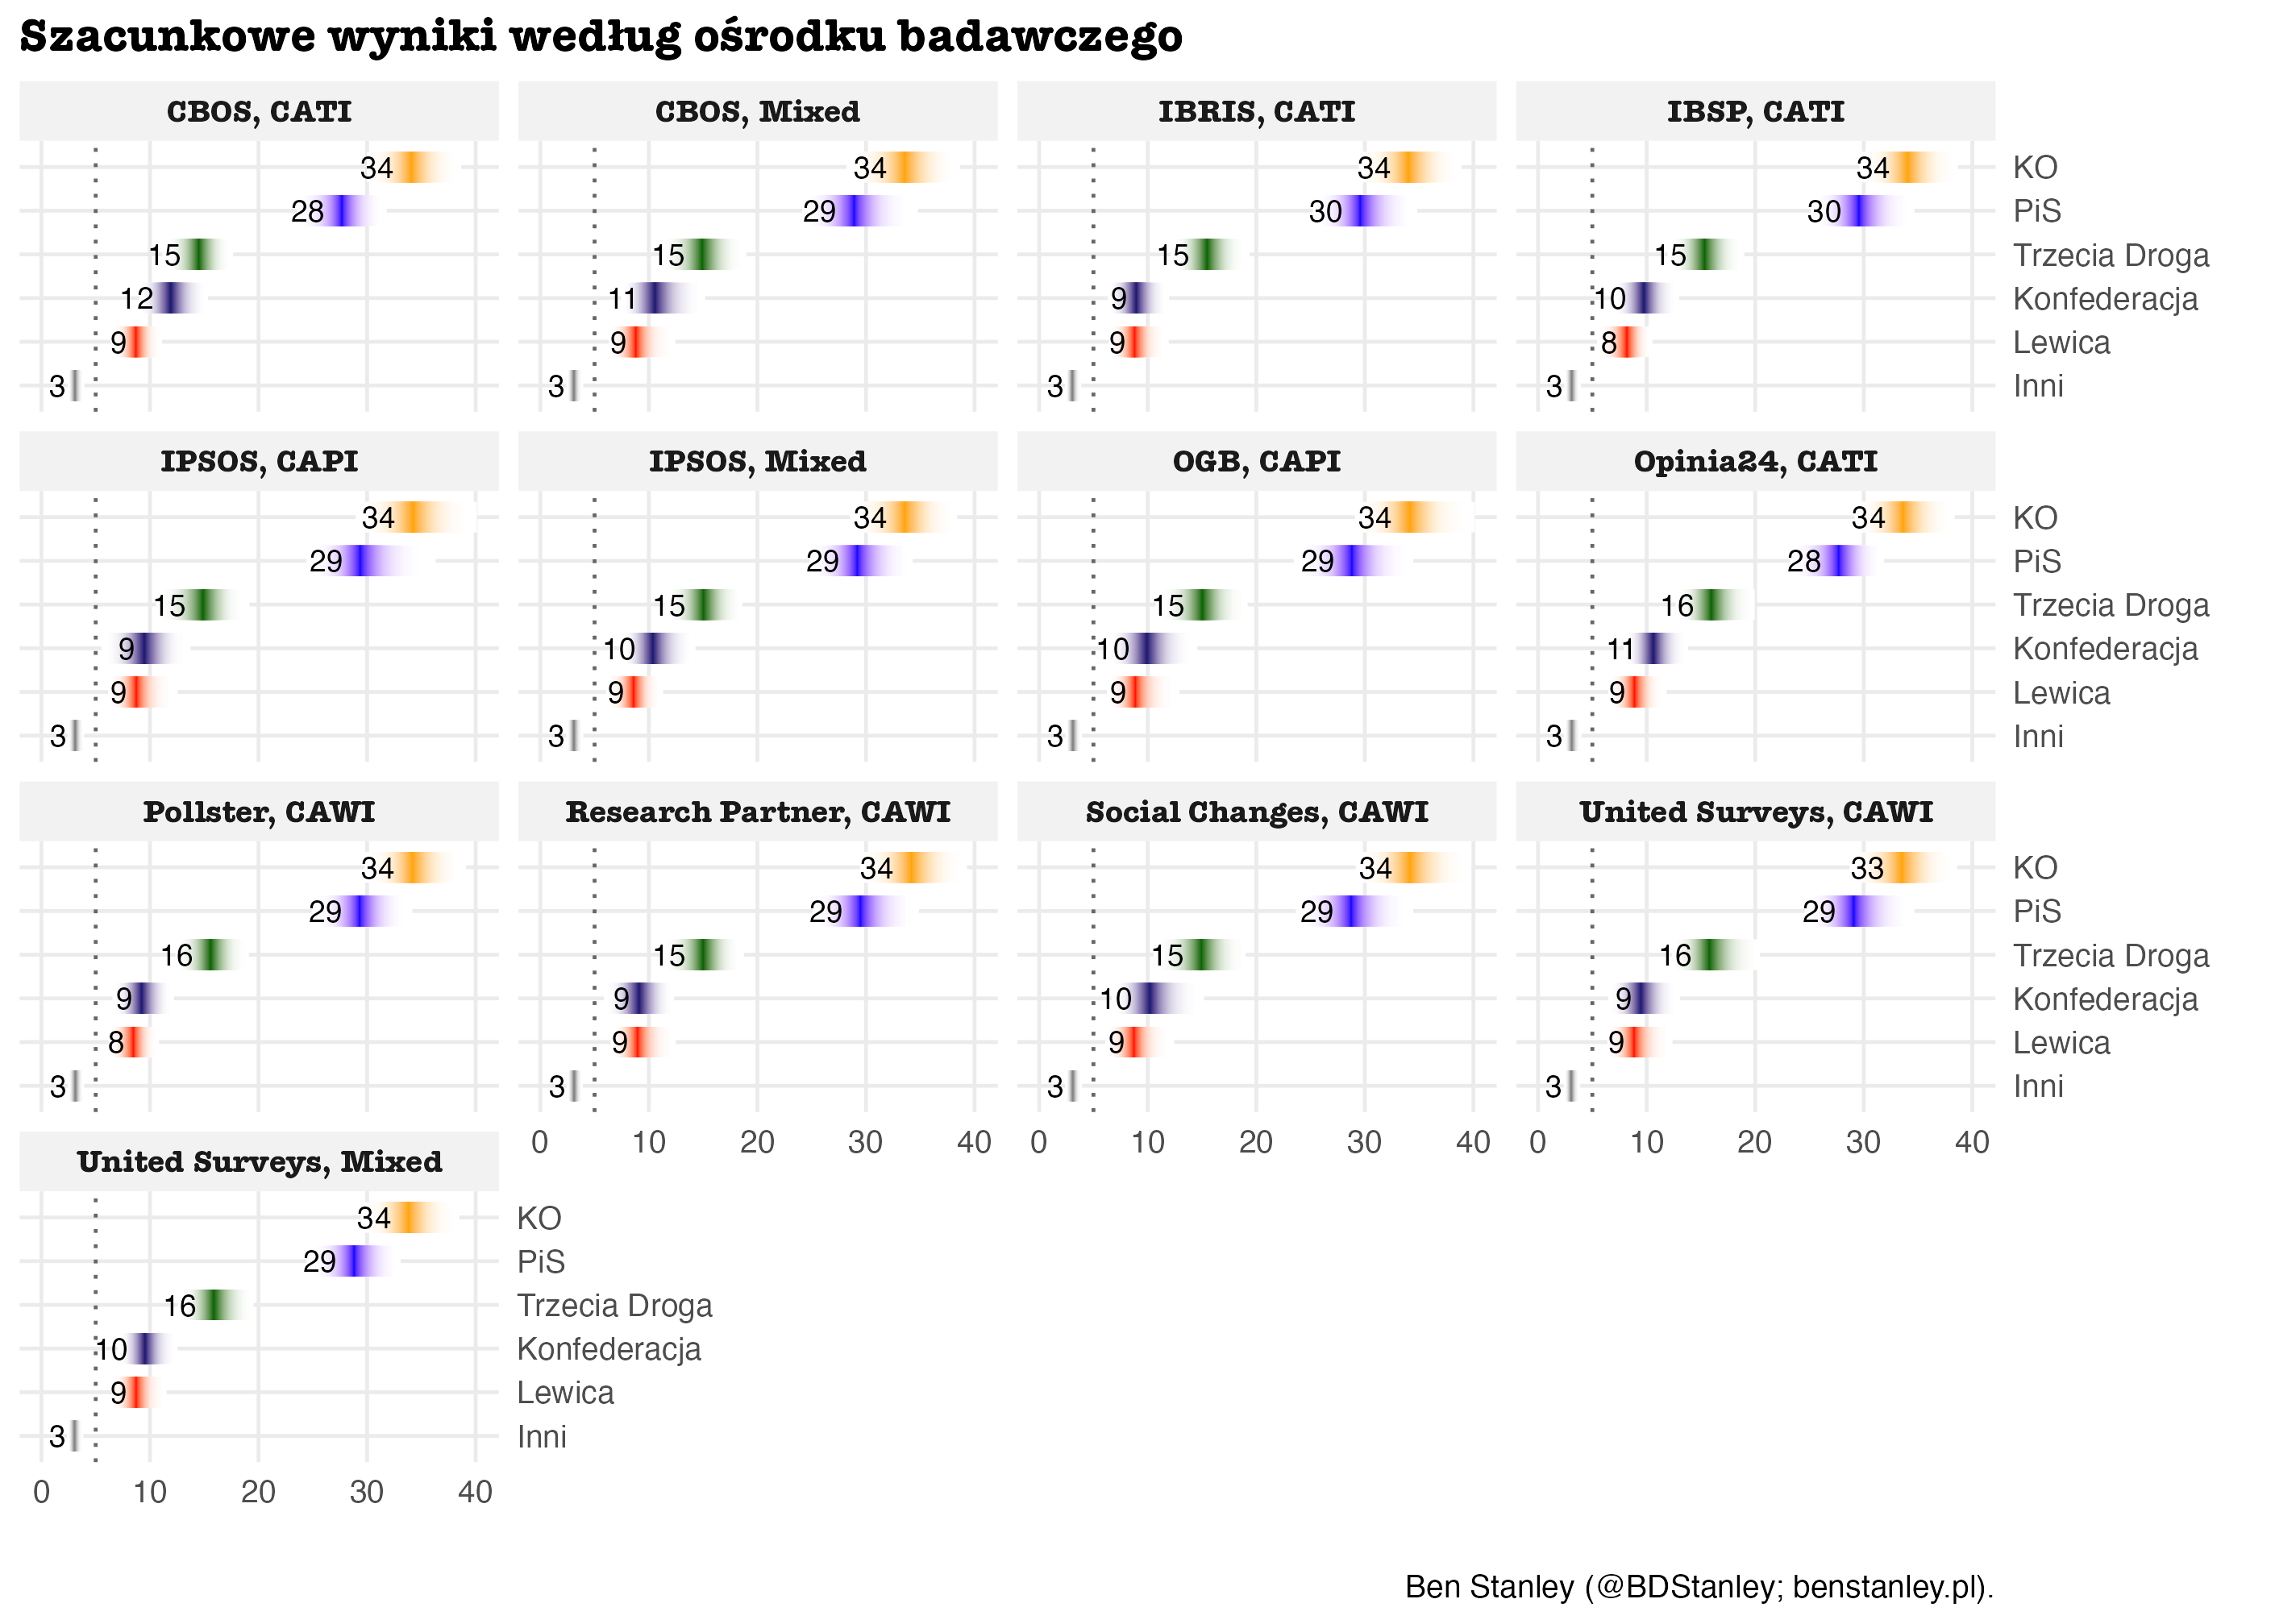 Szacunkowe wyniki według ośrodku badawczego
CBOS, CATI
CBOS, Mixed
IBRIS, CATI
IBSP, CATI
34 34 34 34 KO
28 29 30 30 PiS
15 15 15 15 Trzecia Droga
12 11 9 10 Konfederacja
9 9 9 8 Lewica
3 3 3 3 Inni
IPSOS, CAPI
IPSOS, Mixed
OGB, CAPI
Opinia24, CATI
34 34 34 34 KO
29 29 29 28 PiS
15 15 15 16 Trzecia Droga
9 10 10 11 Konfederacja
9 9 9 9 Lewica
3 3 3 3 Inni
Pollster, CAWI
Research Partner, CAWI
Social Changes, CAWI
United Surveys, CAWI
34 34 34 33 KO
29 29 29 29 PiS
16 15 15 16 Trzecia Droga
9 9 10 9 Konfederacja
8 9 9 9 Lewica
3 3 3 3 Inni
0 10 20 30 40 0 10 20 30 40 0 10 20 30 40
United Surveys, Mixed
34 KO
29 PiS
16 Trzecia Droga
10 Konfederacja
9 Lewica
3 Inni
0 10 20 30 40
Ben Stanley (@BDStanley; benstanley.pl).